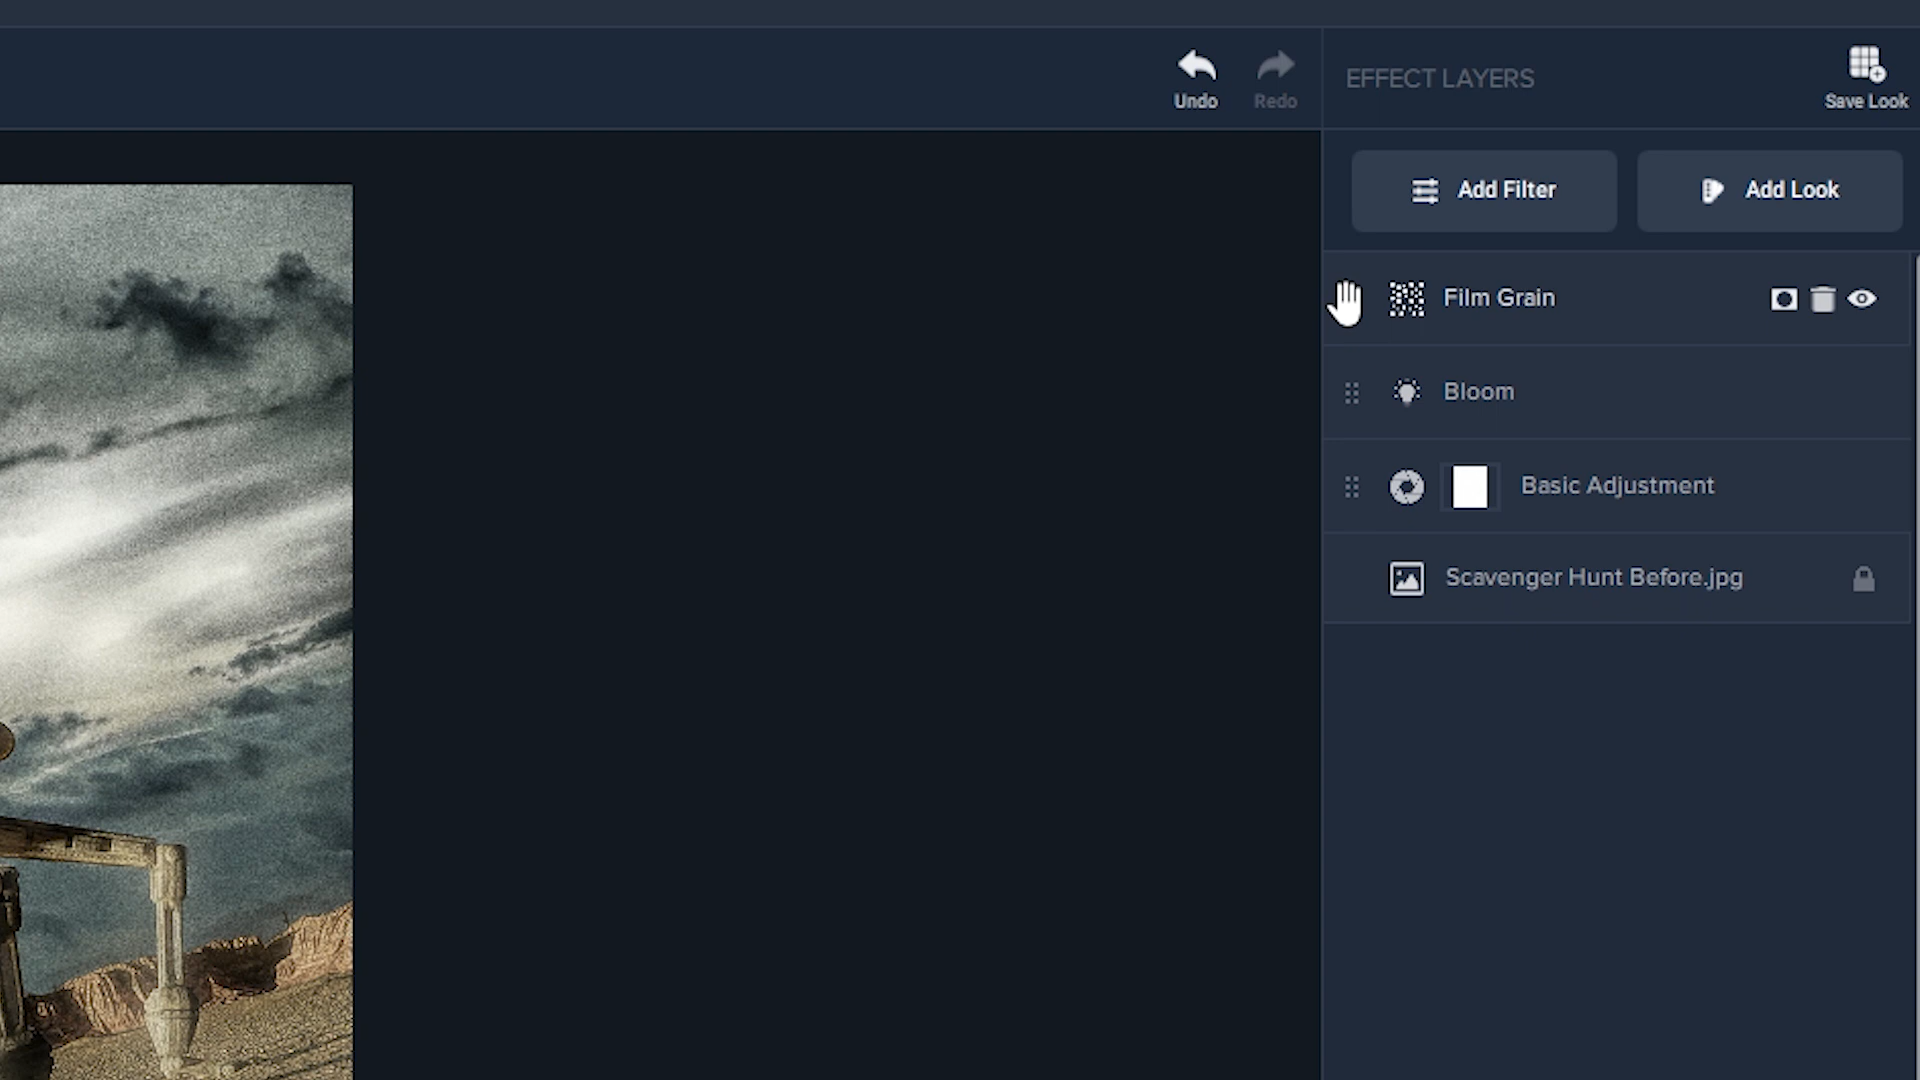 Undo
Redo
EFFECT LAYERS
Save Look
Add Filter
Add Look
Film Grain
Bloom
Basic Adjustment
Scavenger Hunt Before.jpg